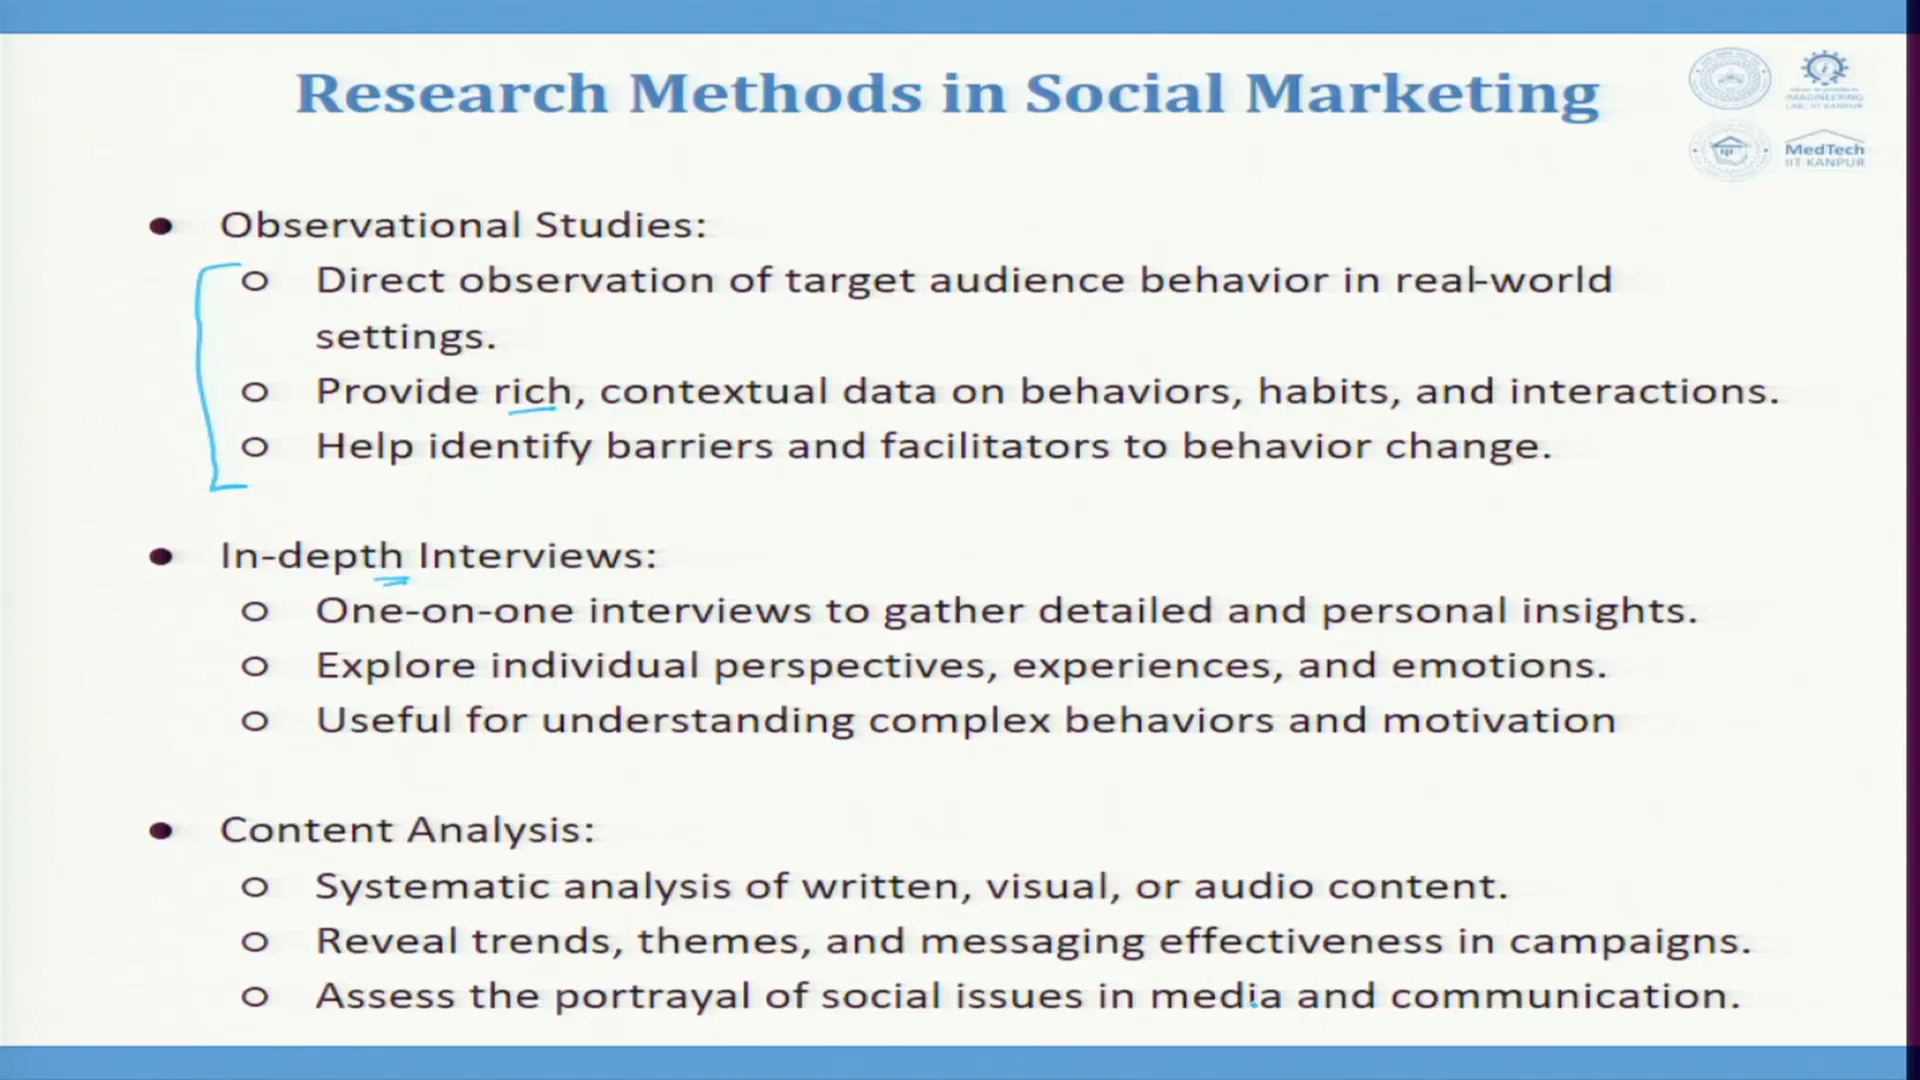 Research Methods in Social Marketing
IMAGINEERING
LAB, IIT KANPUR
MedTech
IIT KANPUR
● Observational Studies:
○ Direct observation of target audience behavior in real-world
settings.
○ Provide rich, contextual data on behaviors, habits, and interactions.
○ Help identify barriers and facilitators to behavior change.
● In-depth Interviews:
○ One-on-one interviews to gather detailed and personal insights.
○ Explore individual perspectives, experiences, and emotions.
○ Useful for understanding complex behaviors and motivation
● Content Analysis:
○ Systematic analysis of written, visual, or audio content.
○ Reveal trends, themes, and messaging effectiveness in campaigns.
○ Assess the portrayal of social issues in media and communication.